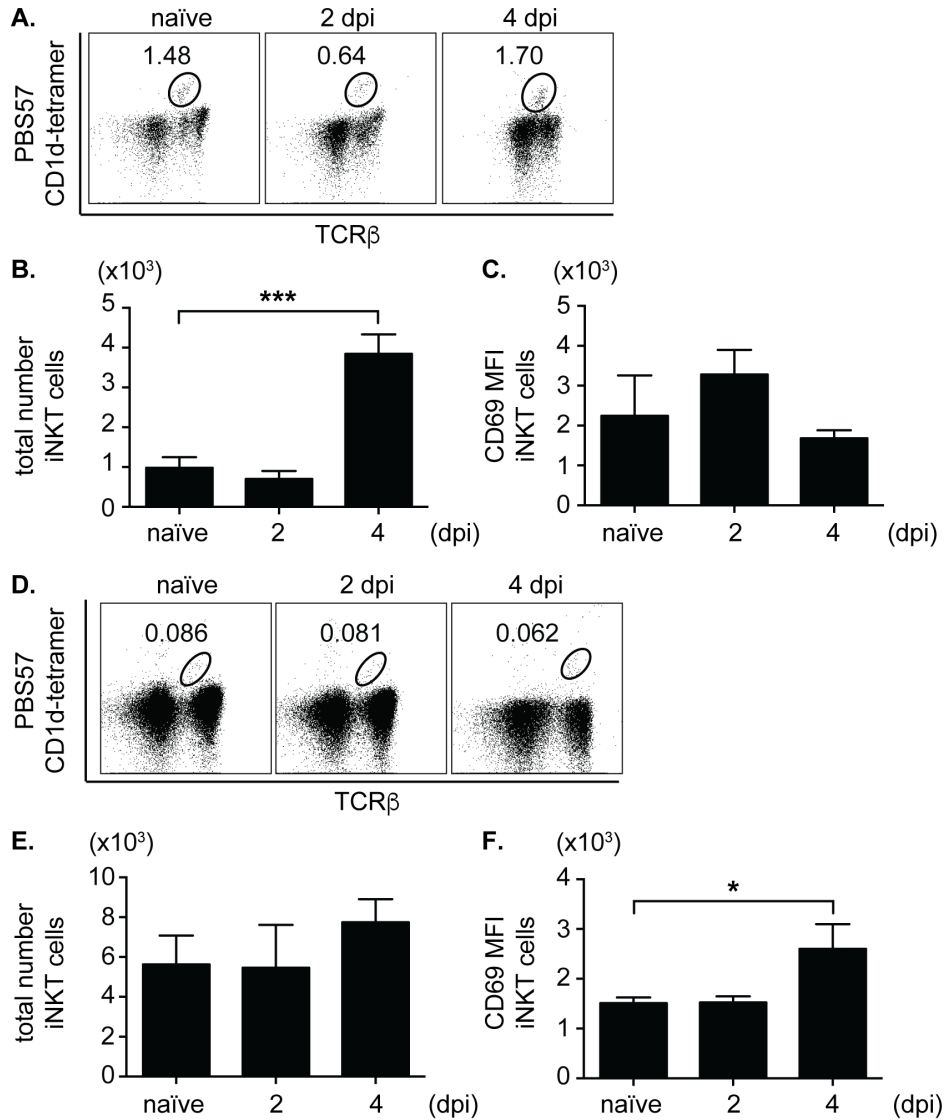 A.
naïve 2 dpi 4 dpi
1.48 0.64 1.70
PBS57
CD1d-tetramer
TCRβ
B.
(x10³)
total number
iNKT cells
5
4
3
2
1
0
***
naïve 2 4 (dpi)
C.
(x10³)
CD69 MFI
iNKT cells
5
4
3
2
1
0
naïve 2 4 (dpi)
D.
naïve 2 dpi 4 dpi
0.086 0.081 0.062
PBS57
CD1d-tetramer
TCRβ
E.
(x10³)
total number
iNKT cells
10
8
6
4
2
0
naïve 2 4 (dpi)
F.
(x10³)
CD69 MFI
iNKT cells
4
3
2
1
0
*
naïve 2 4 (dpi)